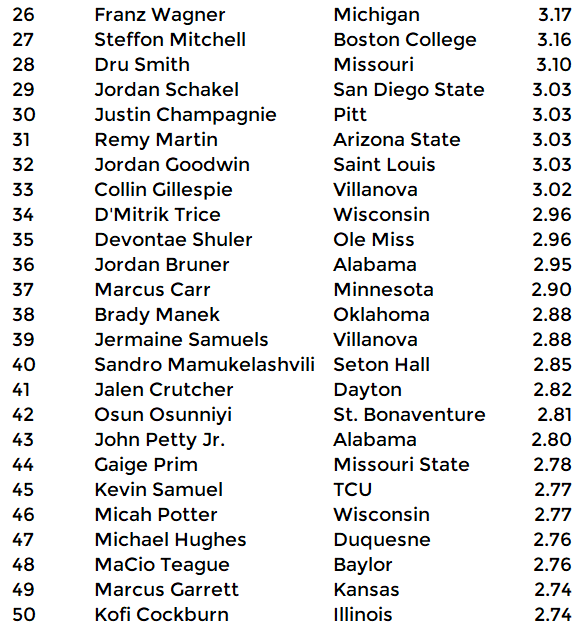 26 Franz Wagner Michigan 3.17
27 Steffon Mitchell Boston College 3.16
28 Dru Smith Missouri 3.10
29 Jordan Schakel San Diego State 3.03
30 Justin Champagnie Pitt 3.03
31 Remy Martin Arizona State 3.03
32 Jordan Goodwin Saint Louis 3.03
33 Collin Gillespie Villanova 3.02
34 D'Mitrik Trice Wisconsin 2.96
35 Devontae Shuler Ole Miss 2.96
36 Jordan Bruner Alabama 2.95
37 Marcus Carr Minnesota 2.90
38 Brady Manek Oklahoma 2.88
39 Jermaine Samuels Villanova 2.88
40 Sandro Mamukelashvili Seton Hall 2.85
41 Jalen Crutcher Dayton 2.82
42 Osun Osunniyi St. Bonaventure 2.81
43 John Petty Jr. Alabama 2.80
44 Gaige Prim Missouri State 2.78
45 Kevin Samuel TCU 2.77
46 Micah Potter Wisconsin 2.77
47 Michael Hughes Duquesne 2.76
48 MaCio Teague Baylor 2.76
49 Marcus Garrett Kansas 2.74
50 Kofi Cockburn Illinois 2.74